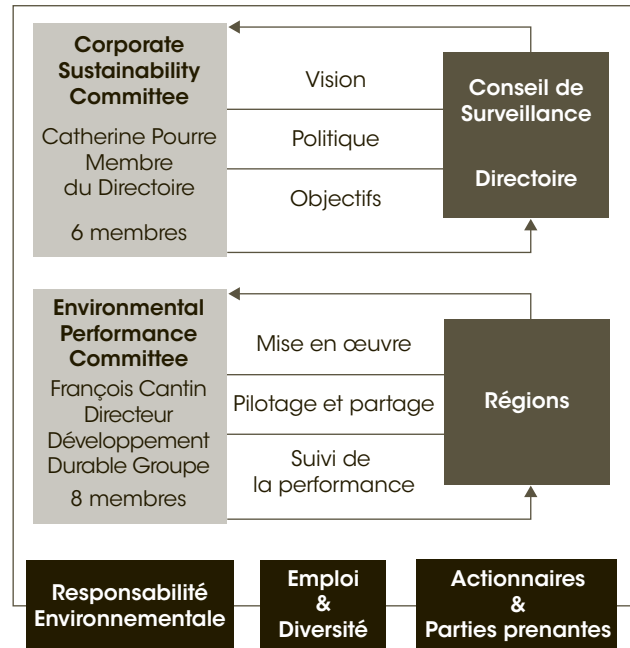 Corporate
Sustainability
Committee
Catherine Pourre
Membre
du Directoire
6 membres
Vision
Politique
Objectifs
Conseil de
Surveillance
Directoire
Environmental
Performance
Committee
François Cantin
Directeur
Développement
Durable Groupe
8 membres
Mise en œuvre
Pilotage et partage
Suivi de
la performance
Régions
Responsabilité
Environnementale
Emploi
&
Diversité
Actionnaires
&
Parties prenantes